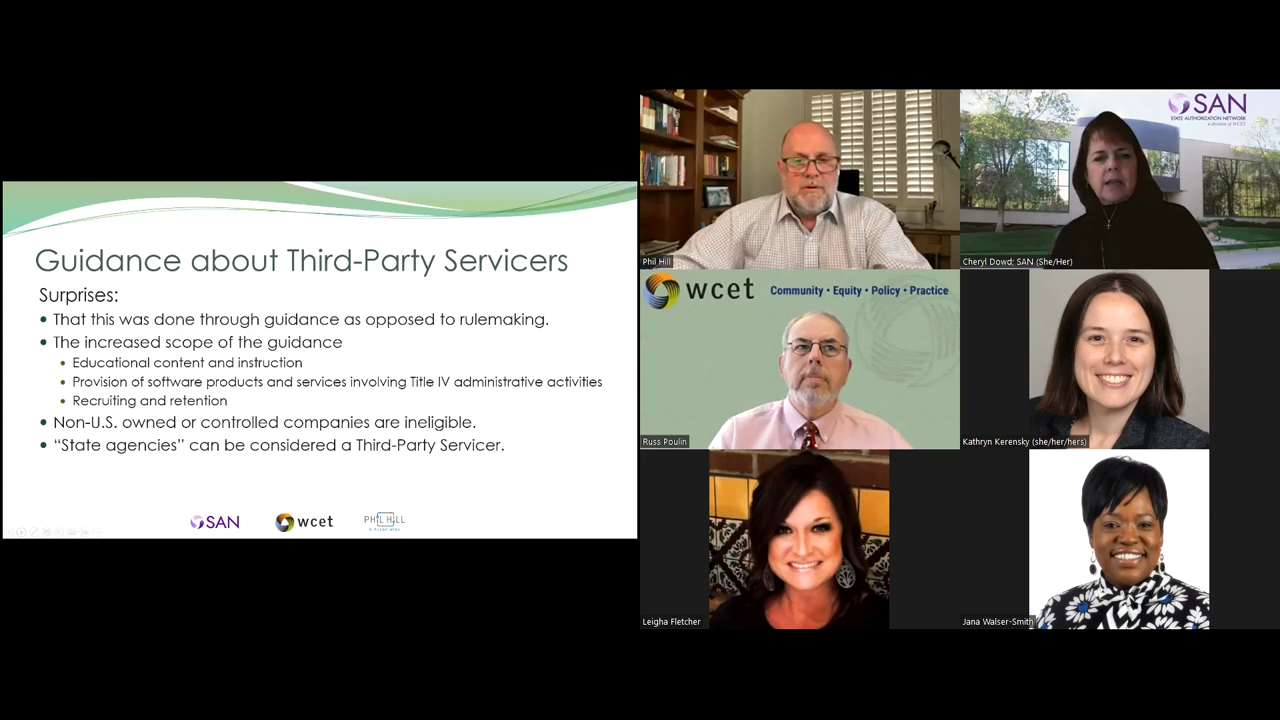 Guidance about Third-Party Servicers
Surprises:
• That this was done through guidance as opposed to rulemaking.
• The increased scope of the guidance
• Educational content and instruction
• Provision of software products and services involving Title IV administrative activities
• Recruiting and retention
• Non-U.S. owned or controlled companies are ineligible.
• “State agencies” can be considered a Third-Party Servicer.
SAN
wcet
PHIL HILL
Phil Hill
SAN
STATE AUTHORIZATION NETWORK
a division of WCET
Cheryl Dowd; SAN (She/Her)
wcet
Community • Equity • Policy • Practice
Russ Poulin
Kathryn Kerensky (she/her/hers)
Leigha Fletcher
Jana Walser-Smith